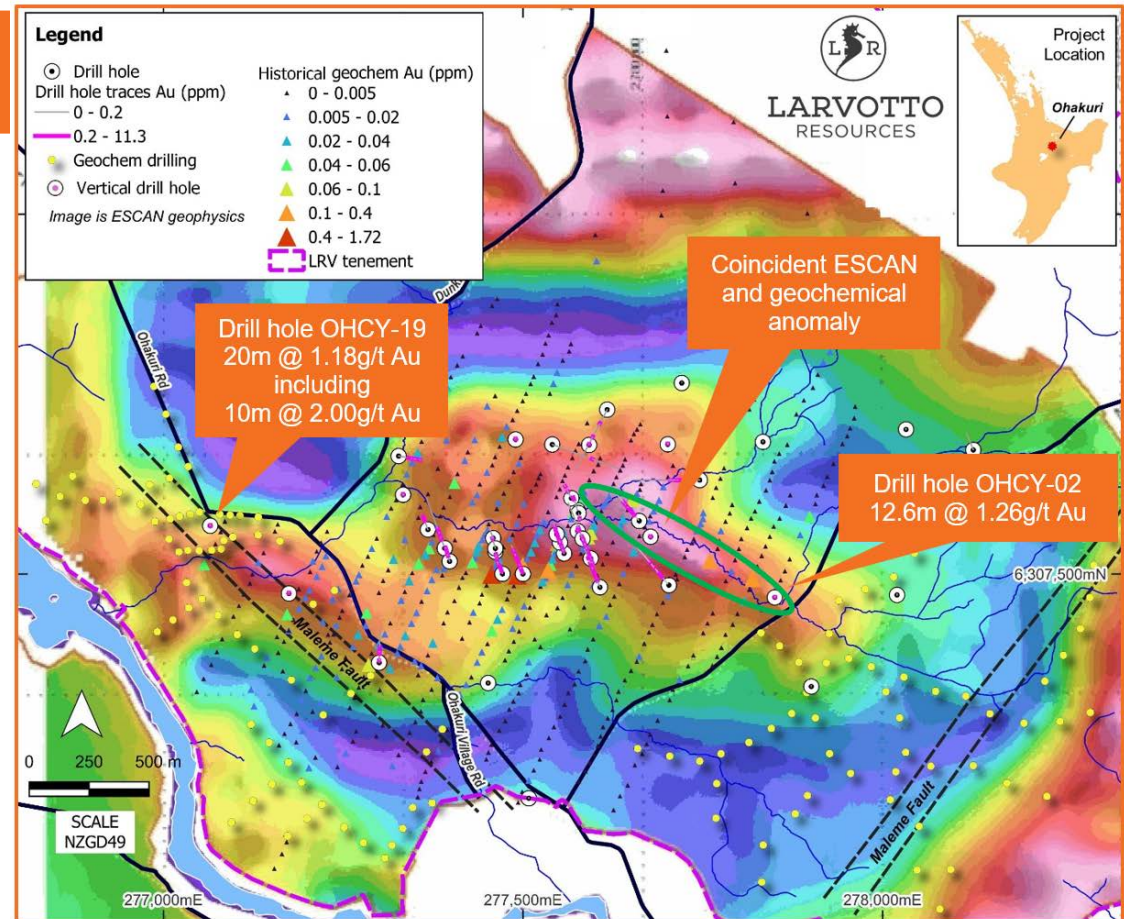 Legend
Drill hole
Drill hole traces Au (ppm)
0 - 0.2
0.2 - 11.3
Geochem drilling
Vertical drill hole
Image is ESCAN geophysics
Historical geochem Au (ppm)
0 - 0.005
0.005 - 0.02
0.02 - 0.04
0.04 - 0.06
0.06 - 0.1
0.1 - 0.4
0.4 - 1.72
LRV tenement
L R
LARVOTTO
RESOURCES
Project
Location
Ohakuri
Coincident ESCAN
and geochemical
anomaly
Drill hole OHCY-19
20m @ 1.18g/t Au
including
10m @ 2.00g/t Au
Drill hole OHCY-02
12.6m @ 1.26g/t Au
Ohakuri Rd
6,307,500mN
Maleme Fault
Ohakuri Village Rd
Maleme Fault
0 250 500 m
SCALE
NZGD49
277,000mE
277,500mE
278,000mE